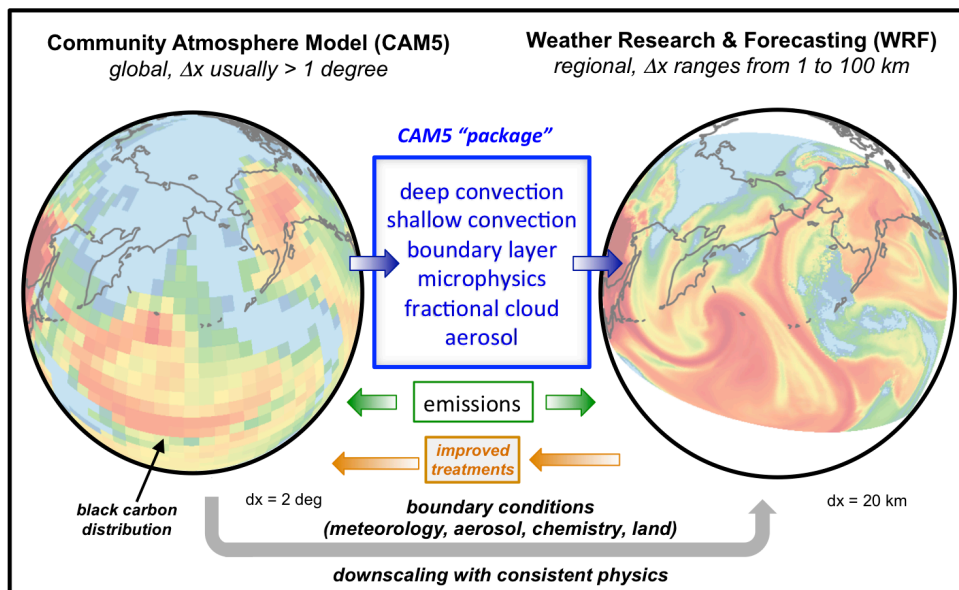 Community Atmosphere Model (CAM5)
global, Δx usually > 1 degree
Weather Research & Forecasting (WRF)
regional, Δx ranges from 1 to 100 km
CAM5 “package”
deep convection
shallow convection
boundary layer
microphysics
fractional cloud
aerosol
emissions
improved
treatments
black carbon
distribution
dx = 2 deg
boundary conditions
(meteorology, aerosol, chemistry, land)
dx = 20 km
downscaling with consistent physics